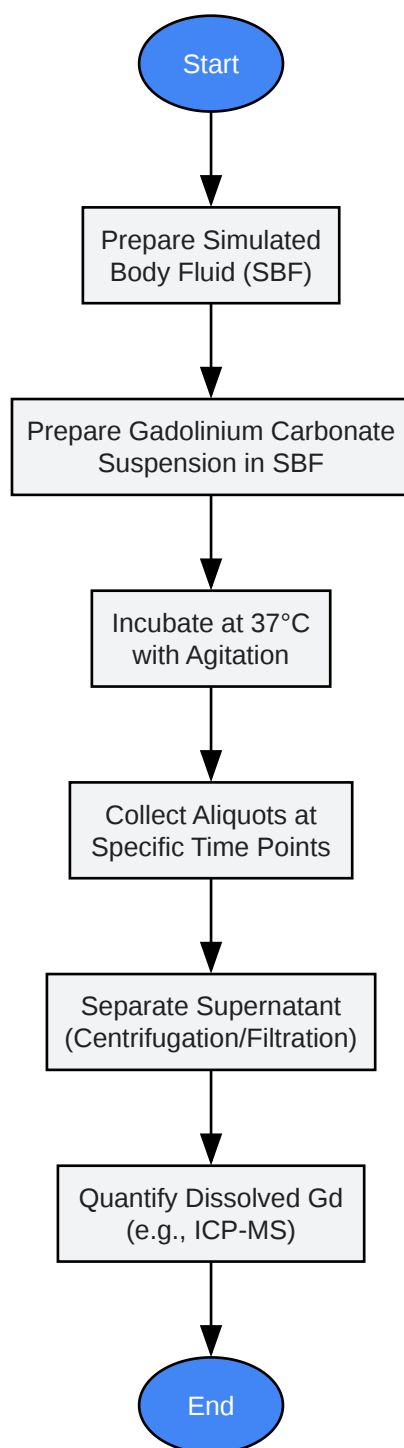 Start
Prepare Simulated
Body Fluid (SBF)
Prepare Gadolinium Carbonate
Suspension in SBF
Incubate at 37°C
with Agitation
Collect Aliquots at
Specific Time Points
Separate Supernatant
(Centrifugation/Filtration)
Quantify Dissolved Gd
(e.g., ICP-MS)
End